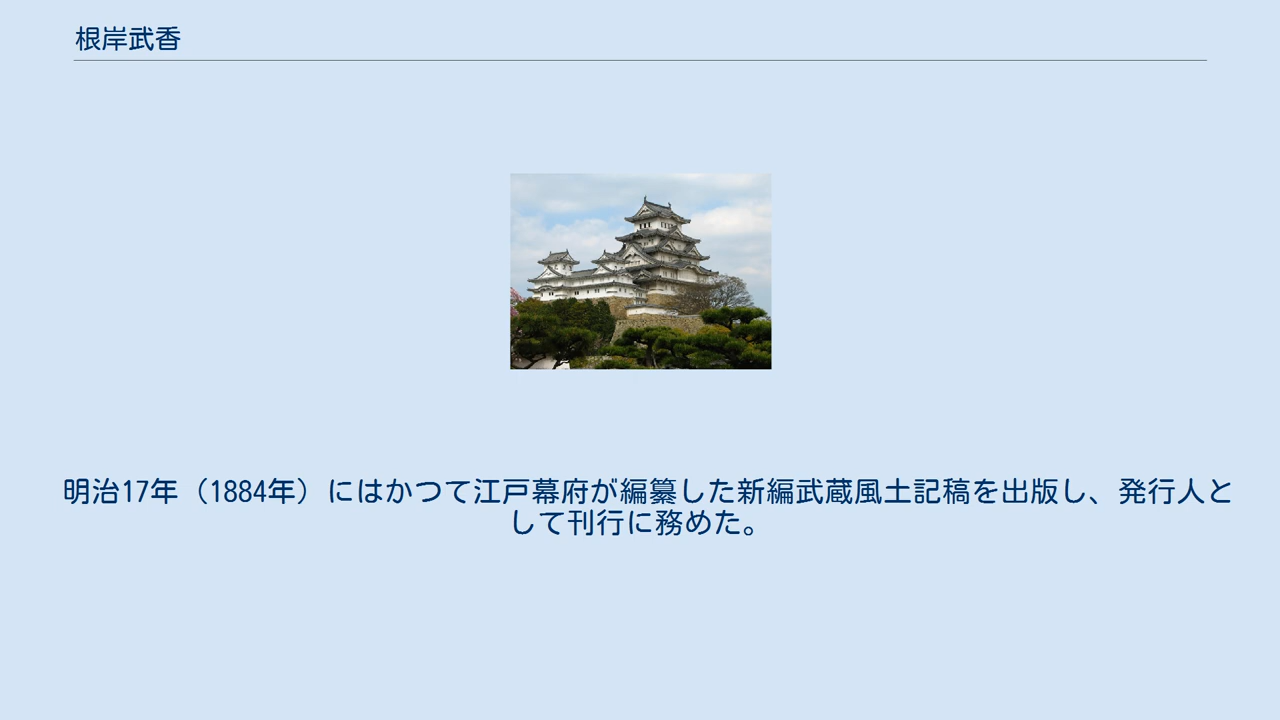 根岸武香
明治17年（1884年）にはかつて江戸幕府が編纂した新編武蔵風土記稿を出版し、発行人と
して刊行に務めた。